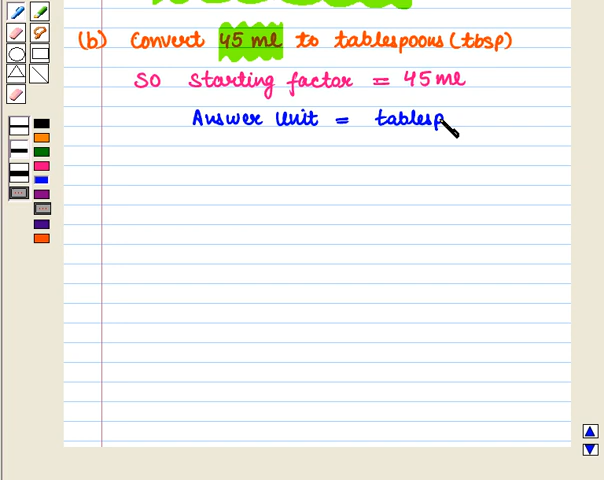 (b) Convert 45 ml to tablespoons (tbsp)
SO Starting factor = 45 ml
Answer Unit = tablesp